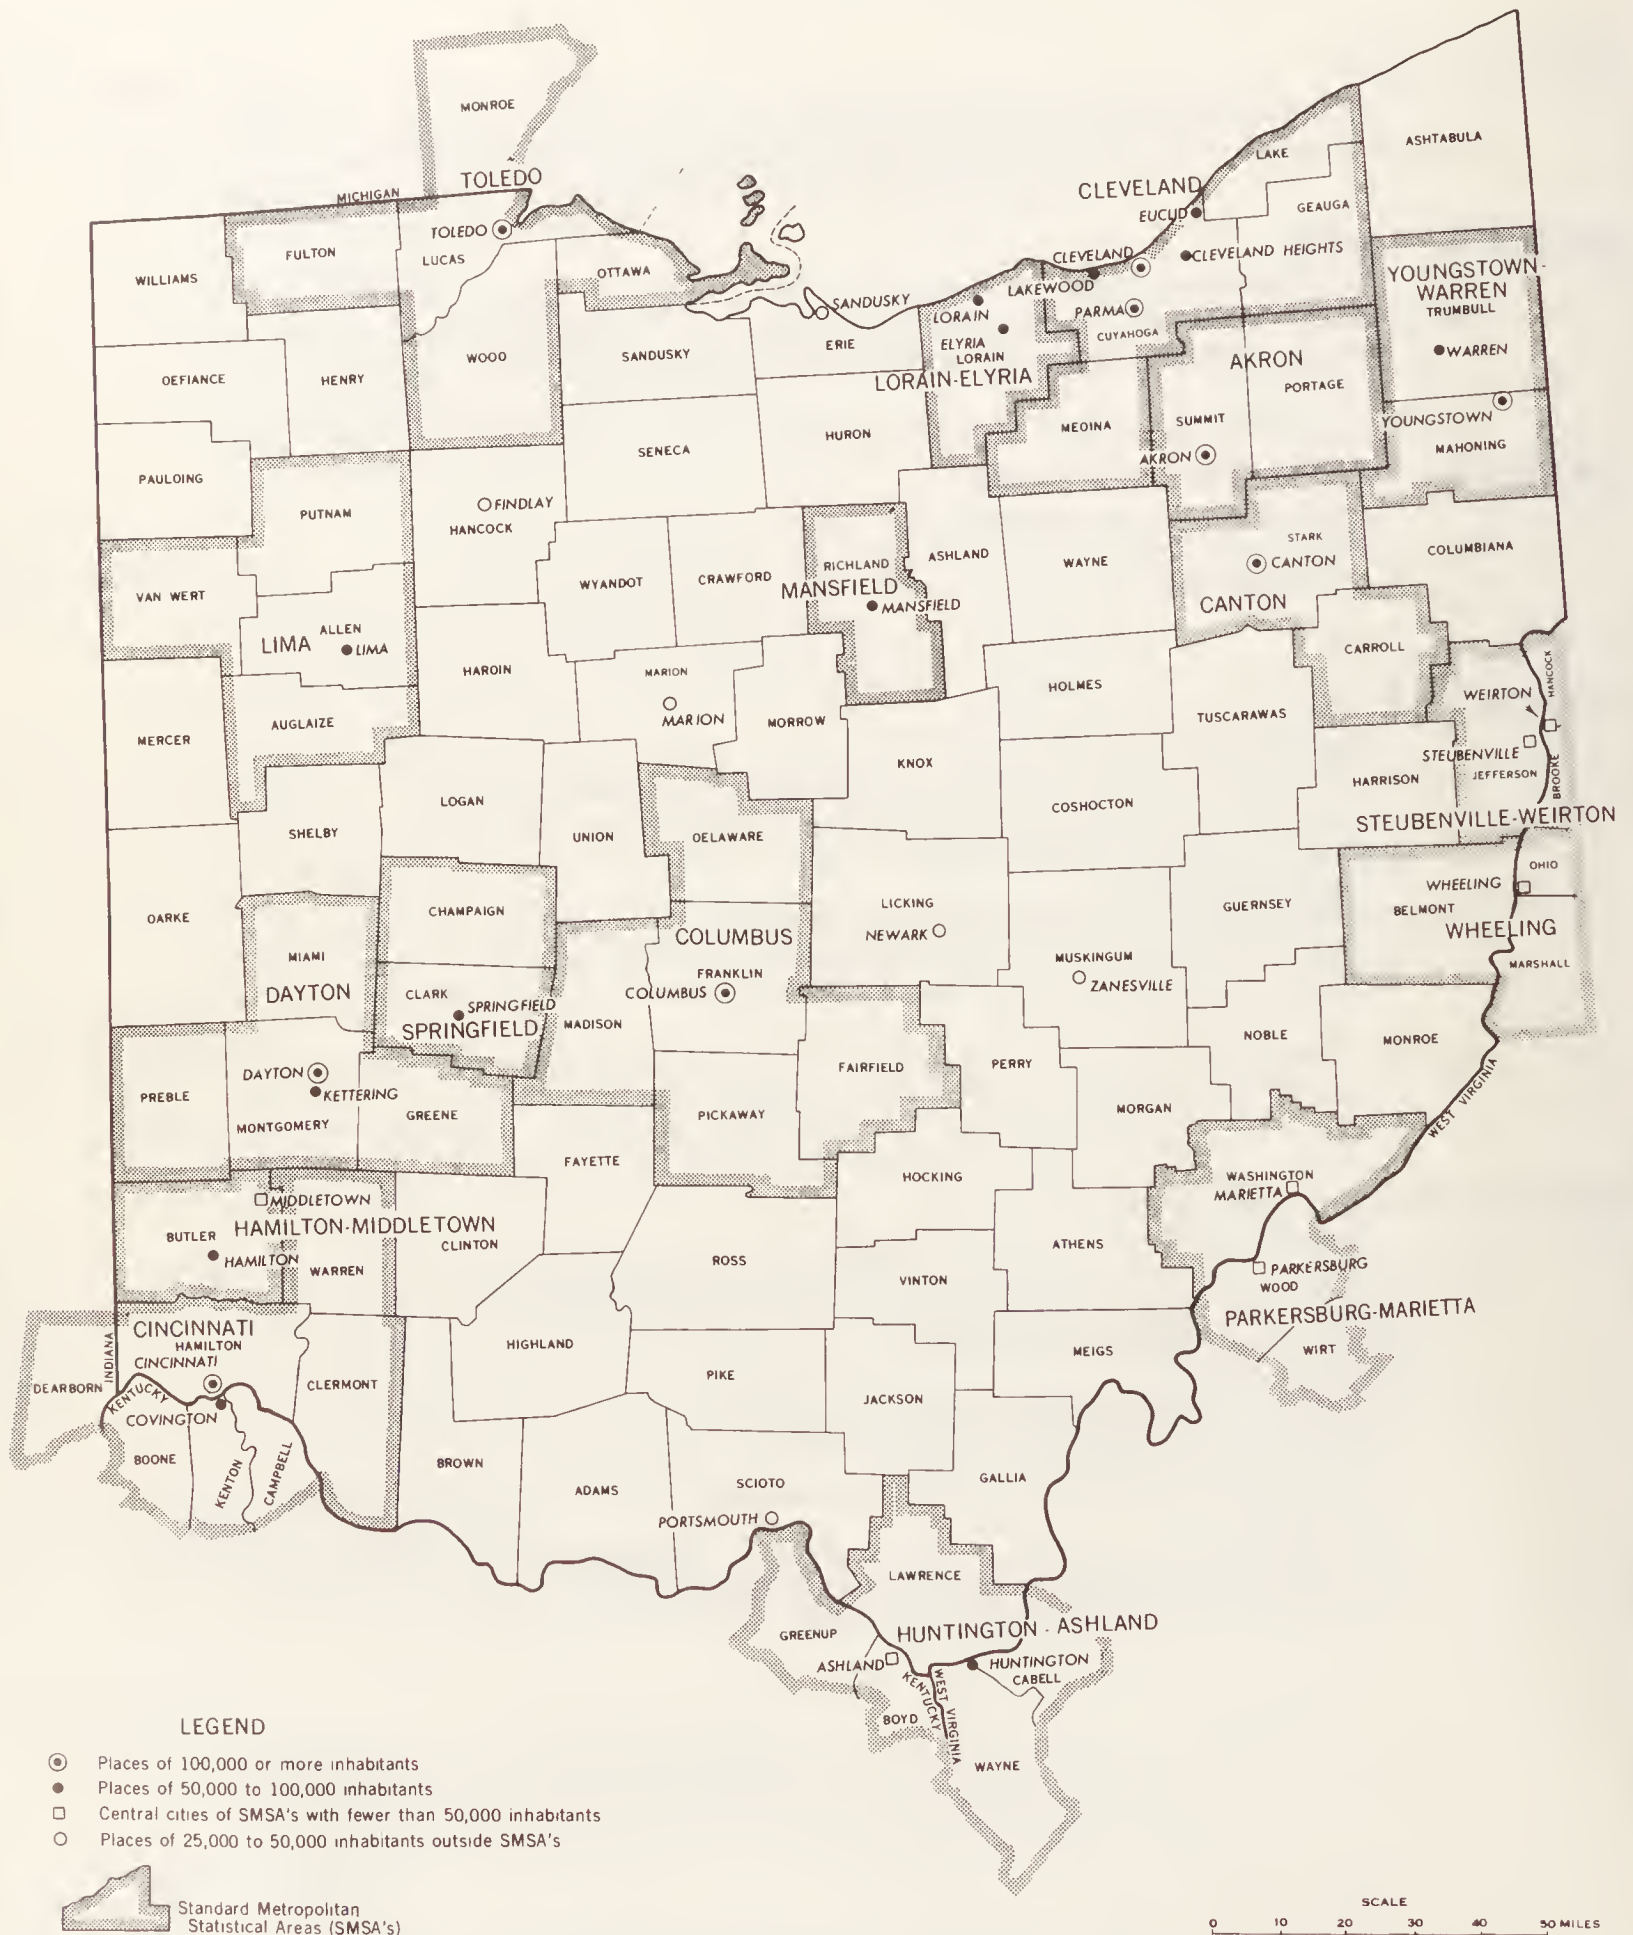 MONROE
TOLEDO
MICHIGAN
TOLEDO
LUCAS
FULTON
WILLIAMS
OTTAWA
WOOO
SANDUSKY
SANDUSKY
ERIE
OEFIANCE
HENRY
PAULOING
SENECA
HURON
ASHTABULA
LAKE
GEAUGA
CLEVELAND
EUCLID
CLEVELAND
CLEVELAND HEIGHTS
LAKEWOOD
LORAIN
PARMA
CUYAHOGA
ELYRIA
LORAIN
LORAIN-ELYRIA
YOUNGSTOWN-
WARREN
TRUMBULL
WARREN
AKRON
PORTAGE
SUMMIT
MEOINA
AKRON
YOUNGSTOWN
MAHONING
PUTNAM
FINDLAY
HANCOCK
VAN WERT
LIMA
ALLEN
LIMA
WYANDOT
CRAWFORD
RICHLAND
MANSFIELD
MANSFIELD
ASHLAND
WAYNE
STARK
CANTON
CANTON
COLUMBIANA
CARROLL
HAROIN
MARION
MARION
MORROW
HOLMES
TUSCARAWAS
HANCOCK
WEIRTON
STEUBENVILLE
JEFFERSON
BROOKE
HARRISON
STEUBENVILLE-WEIRTON
MERCER
AUGLAIZE
KNOX
COSHOCTON
LOGAN
SHELBY
UNION
OELAWARE
OARKE
CHAMPAIGN
LICKING
NEWARK
GUERNSEY
OHIO
WHEELING
BELMONT
WHEELING
MARSHALL
MIAMI
DAYTON
CLARK
SPRINGFIELD
SPRINGFIELD
COLUMBUS
FRANKLIN
COLUMBUS
MADISON
MUSKINGUM
ZANESVILLE
NOBLE
MONROE
WEST VIRGINIA
PREBLE
DAYTON
KETTERING
MONTGOMERY
GREENE
PICKAWAY
FAIRFIELD
PERRY
MORGAN
FAYETTE
HOCKING
WASHINGTON
MARIETTA
MIDDLETOWN
HAMILTON-MIDDLETOWN
BUTLER
HAMILTON
WARREN
CLINTON
ROSS
VINTON
ATHENS
PARKERSBURG
WOOD
PARKERSBURG-MARIETTA
WIRT
MEIGS
HIGHLAND
PIKE
JACKSON
CINCINNATI
HAMILTON
CINCINNATI
INDIANA
DEARBORN
KENTUCKY
COVINGTON
CLERMONT
BOONE
KENTON
CAMPBELL
BROWN
ADAMS
SCIOTO
PORTSMOUTH
GALLIA
LAWRENCE
GREENUP
HUNTINGTON - ASHLAND
ASHLAND
HUNTINGTON
CABELL
KENTUCKY
WEST VIRGINIA
BOYD
WAYNE
LEGEND
Places of 100,000 or more inhabitants
Places of 50,000 to 100,000 inhabitants
Central cities of SMSA's with fewer than 50,000 inhabitants
Places of 25,000 to 50,000 inhabitants outside SMSA's
Standard Metropolitan
Statistical Areas (SMSA's)
SCALE
0 10 20 30 40 50 MILES